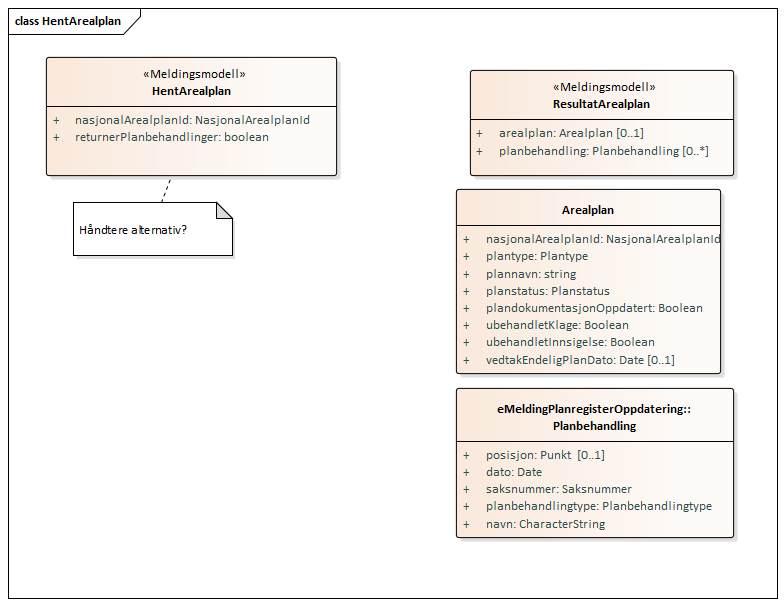 class HentArealplan
«Meldingsmodell»
HentArealplan
+ nasjonalArealplanId: NasjonalArealplanId
+ returnerPlanbehandlinger: boolean
Håndtere alternativ?
«Meldingsmodell»
ResultatArealplan
+ arealplan: Arealplan [0..1]
+ planbehandling: Planbehandling [0..*]
Arealplan
+ nasjonalArealplanId: NasjonalArealplanId
+ plantype: Plantype
+ plannavn: string
+ planstatus: Planstatus
+ plandokumentasjonOppdatert: Boolean
+ ubehandletKlage: Boolean
+ ubehandletInnsigelse: Boolean
+ vedtakEndeligPlanDato: Date [0..1]
eMeldingPlanregisterOppdatering::
Planbehandling
+ posisjon: Punkt [0..1]
+ dato: Date
+ saksnummer: Saksnummer
+ planbehandlingtype: Planbehandlingtype
+ navn: CharacterString